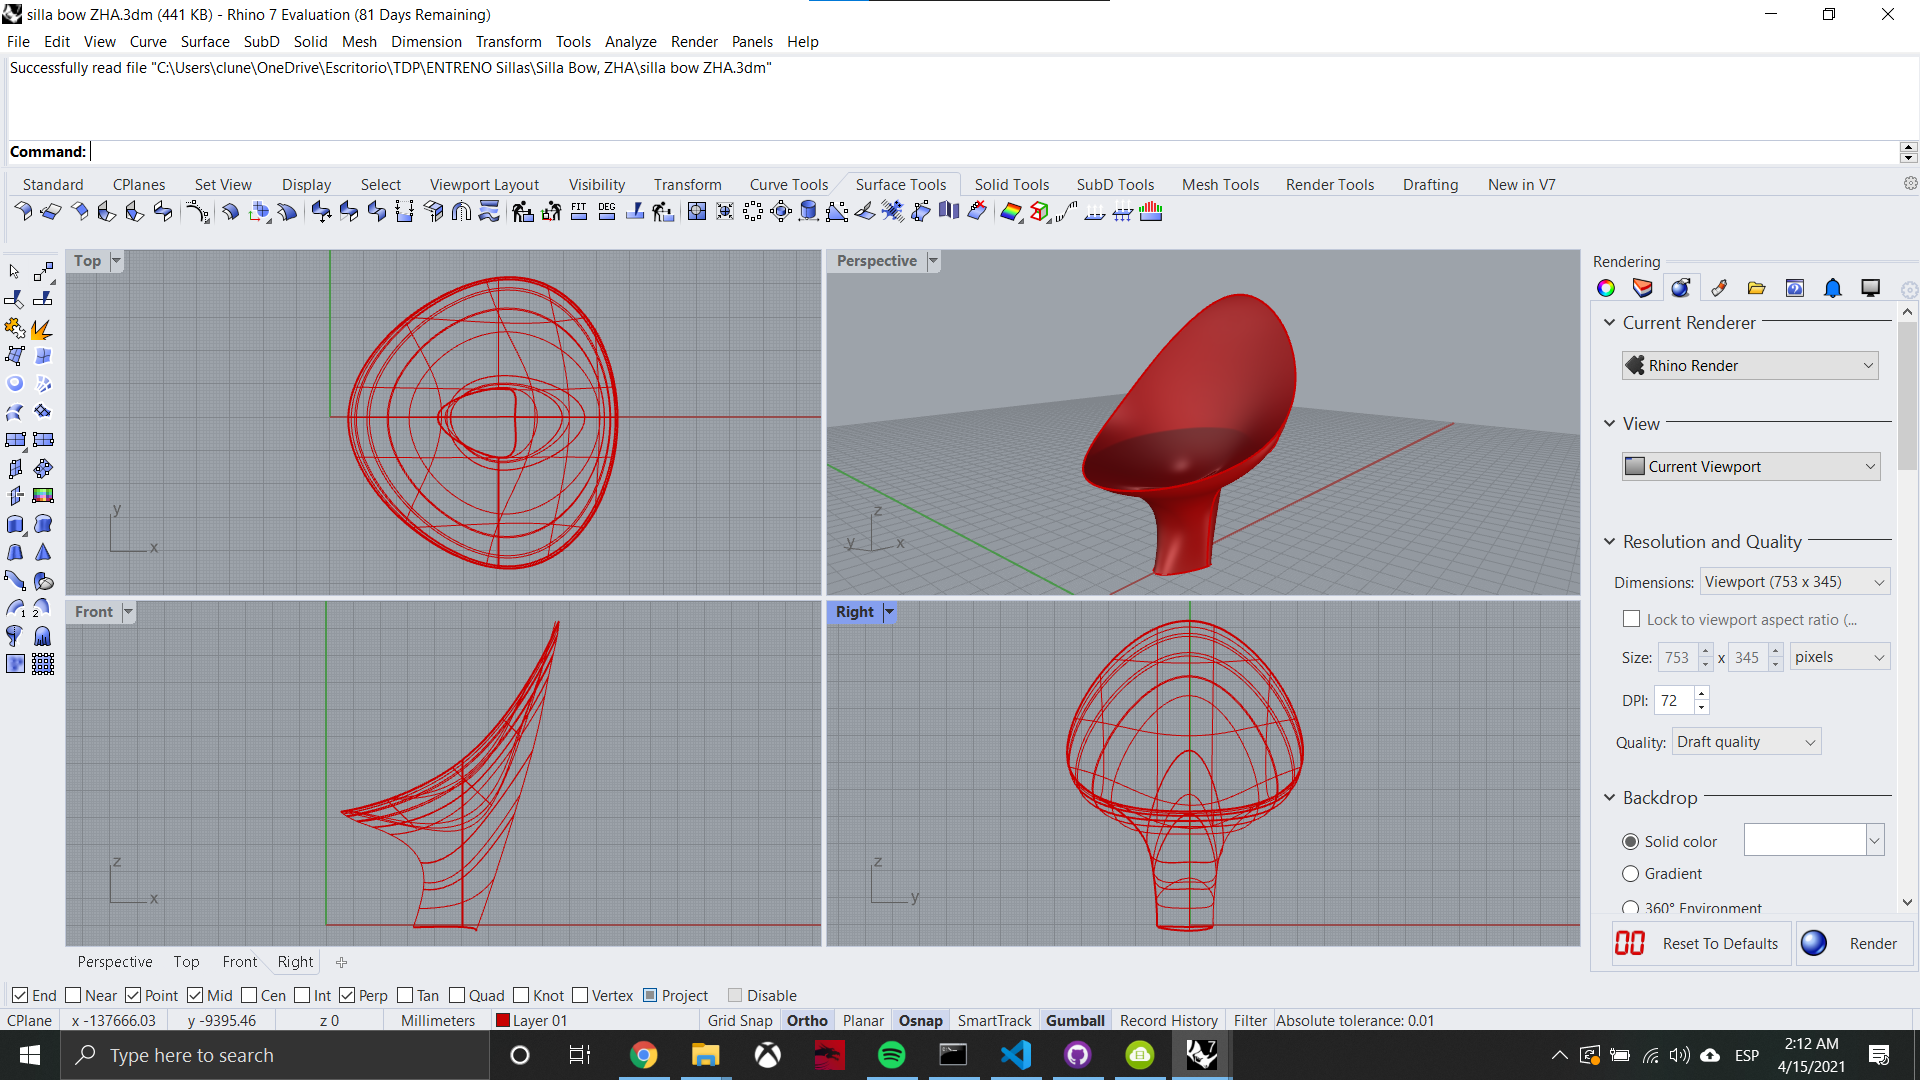 silla bow ZHA.3dm (441 KB) - Rhino 7 Evaluation (81 Days Remaining)
File Edit View Curve Surface SubD Solid Mesh Dimension Transform Tools Analyze Render Panels Help
Successfully read file "C:\Users\clune\OneDrive\Escritorio\TDP\ENTRENO Sillas\Silla Bow, ZHA\silla bow ZHA.3dm"
Command:
Standard CPlanes Set View Display Select Viewport Layout Visibility Transform Curve Tools Surface Tools Solid Tools SubD Tools Mesh Tools Render Tools Drafting New in V7
FIT DEG
Top
y
x
Perspective
z
y x
Front
z
x
Right
z
y
1 2
Rendering
Current Renderer
Rhino Render
View
Current Viewport
Resolution and Quality
Dimensions: Viewport (753 x 345)
Lock to viewport aspect ratio (...
Size: 753 x 345 pixels
DPI: 72
Quality: Draft quality
Backdrop
Solid color
Gradient
360° Environment
00 Reset To Defaults Render
Perspective Top Front Right
End Near Point Mid Cen Int Perp Tan Quad Knot Vertex Project Disable
CPlane x -137666.03 y -9395.46 z 0 Millimeters Layer 01 Grid Snap Ortho Planar Osnap SmartTrack Gumball Record History Filter Absolute tolerance: 0.01
Type here to search
7
ESP
2:12 AM
4/15/2021